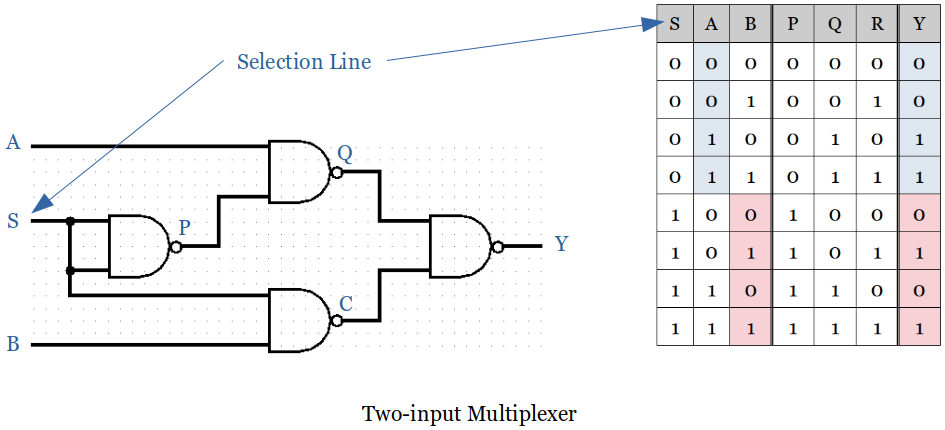 Selection Line
A
Q
S
P
Y
C
B
S A B P Q R Y
0 0 0 0 0 0 0
0 0 1 0 0 1 0
0 1 0 0 1 0 1
0 1 1 0 1 1 1
1 0 0 1 0 0 0
1 0 1 1 0 1 1
1 1 0 1 1 0 0
1 1 1 1 1 1 1
Two-input Multiplexer